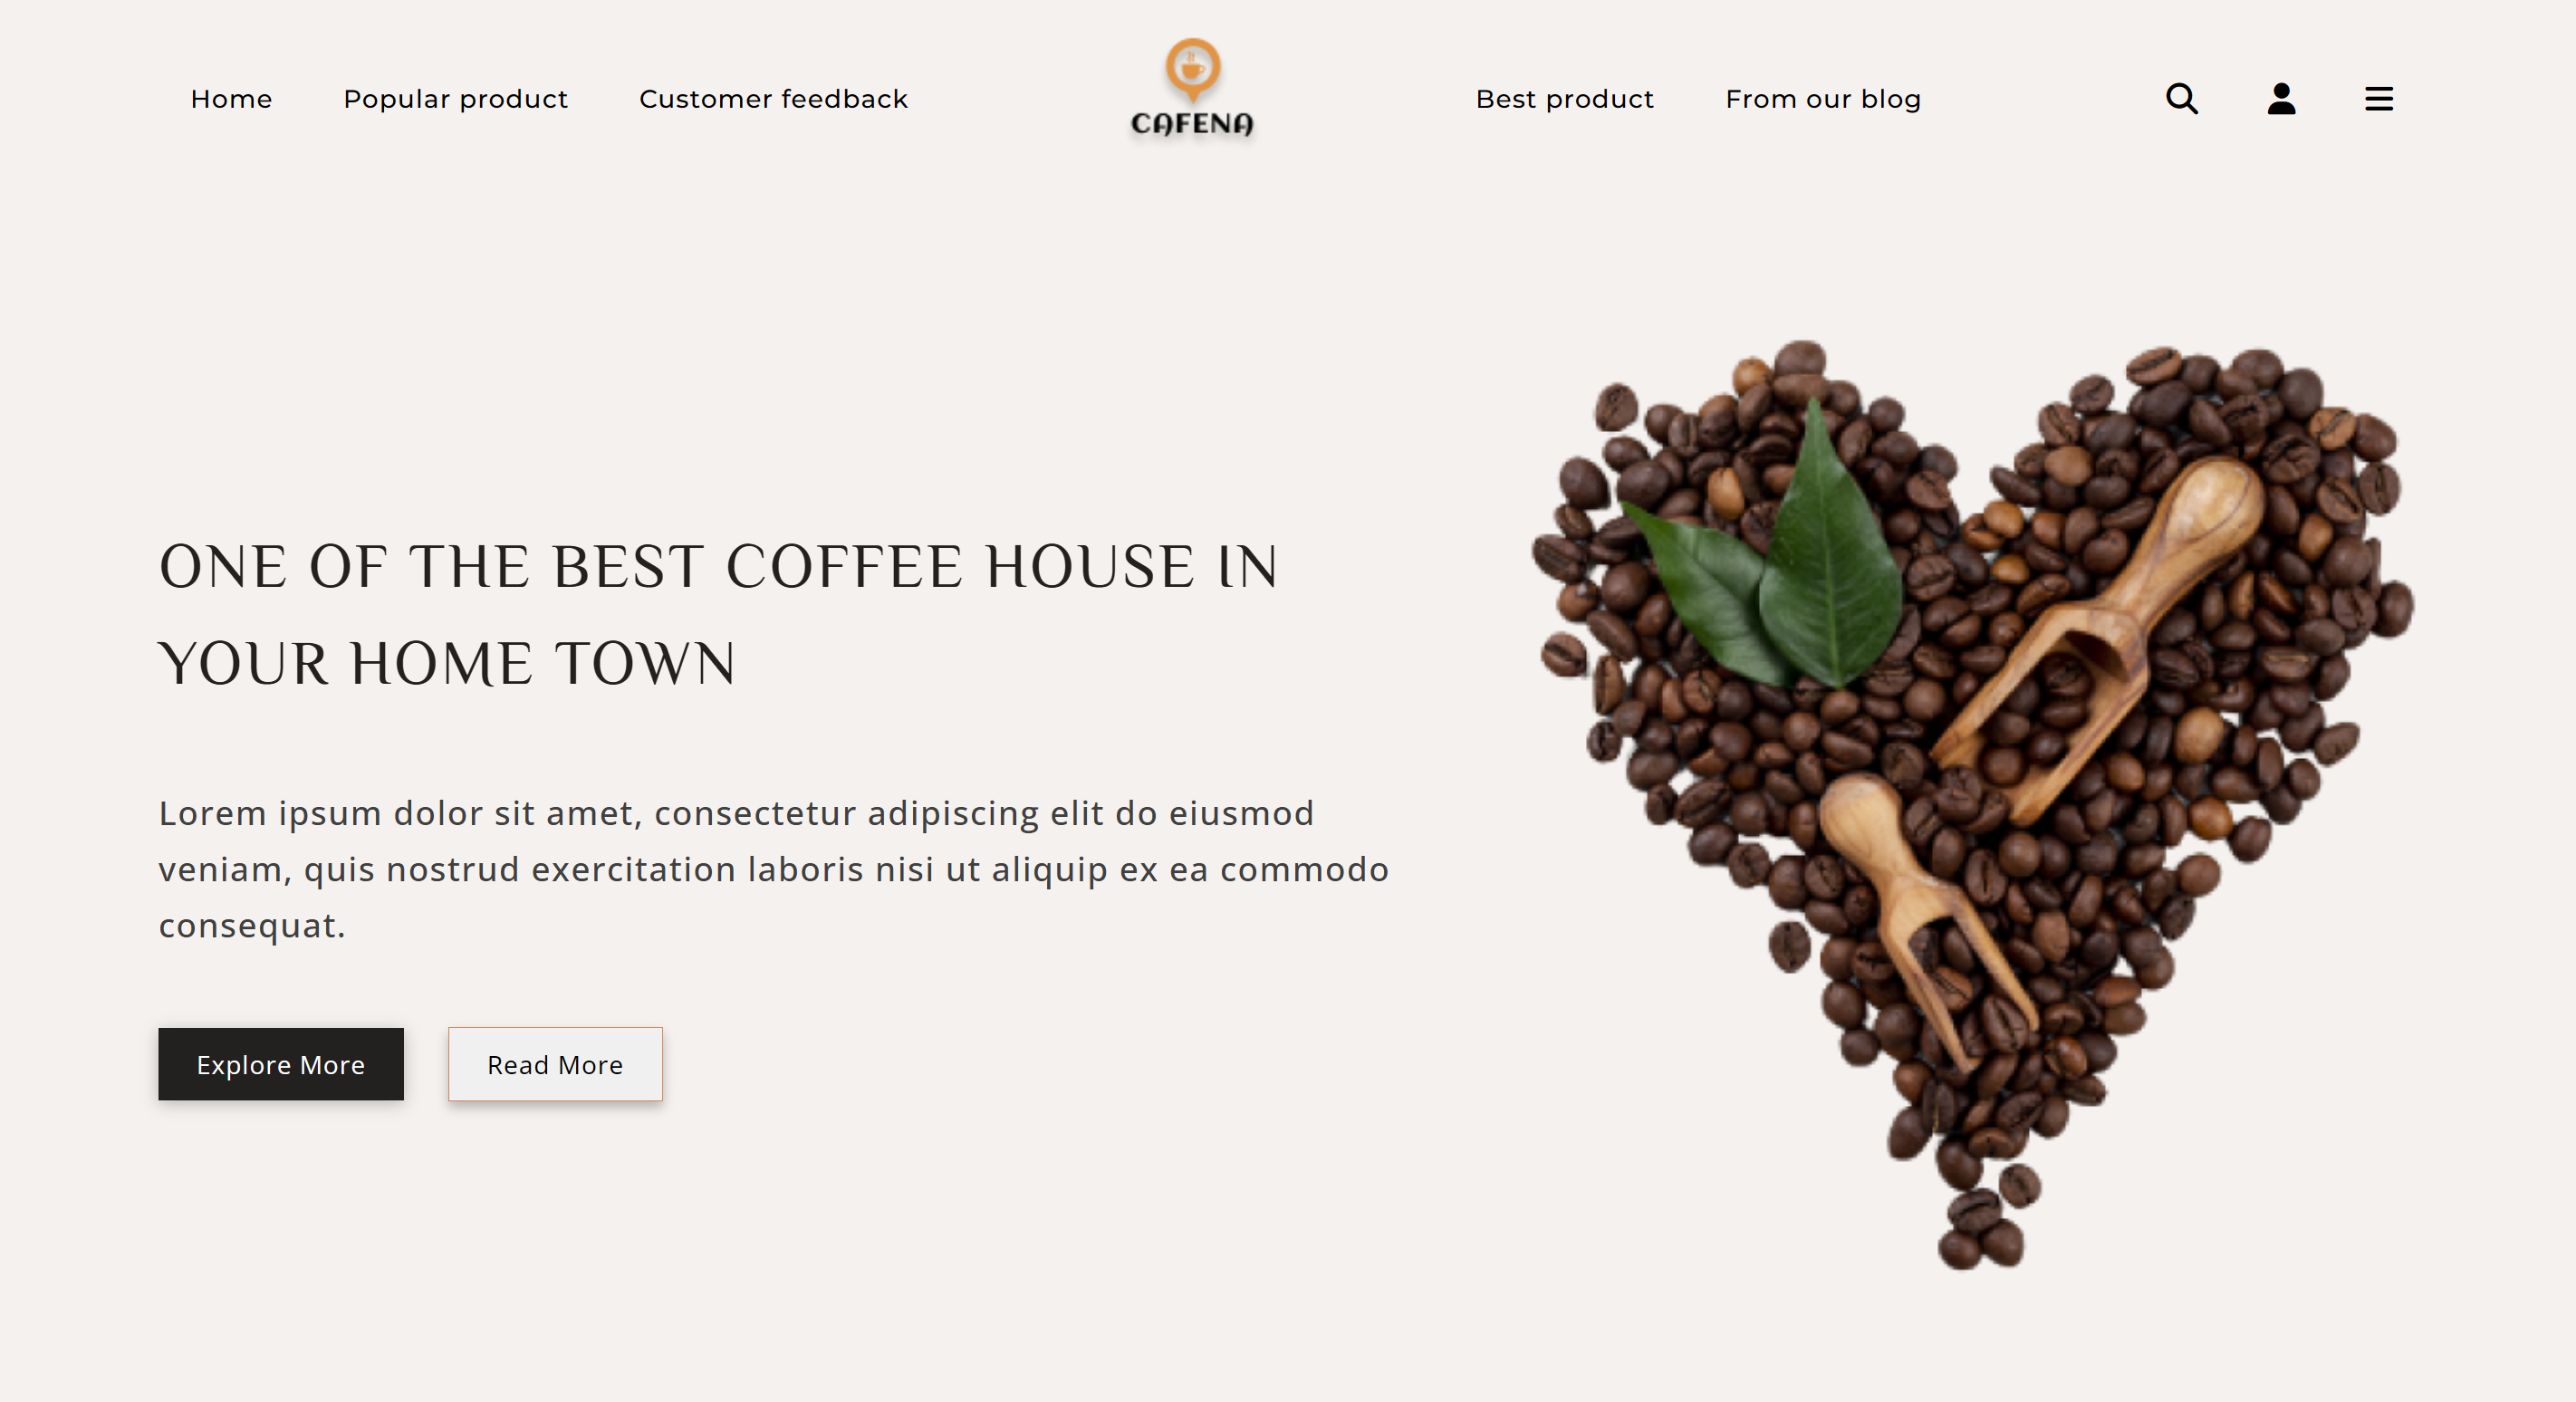 Home Popular product Customer feedback CAFENA Best product From our blog
ONE OF THE BEST COFFEE HOUSE IN
YOUR HOME TOWN
Lorem ipsum dolor sit amet, consectetur adipiscing elit do eiusmod
veniam, quis nostrud exercitation laboris nisi ut aliquip ex ea commodo
consequat.
Explore More Read More